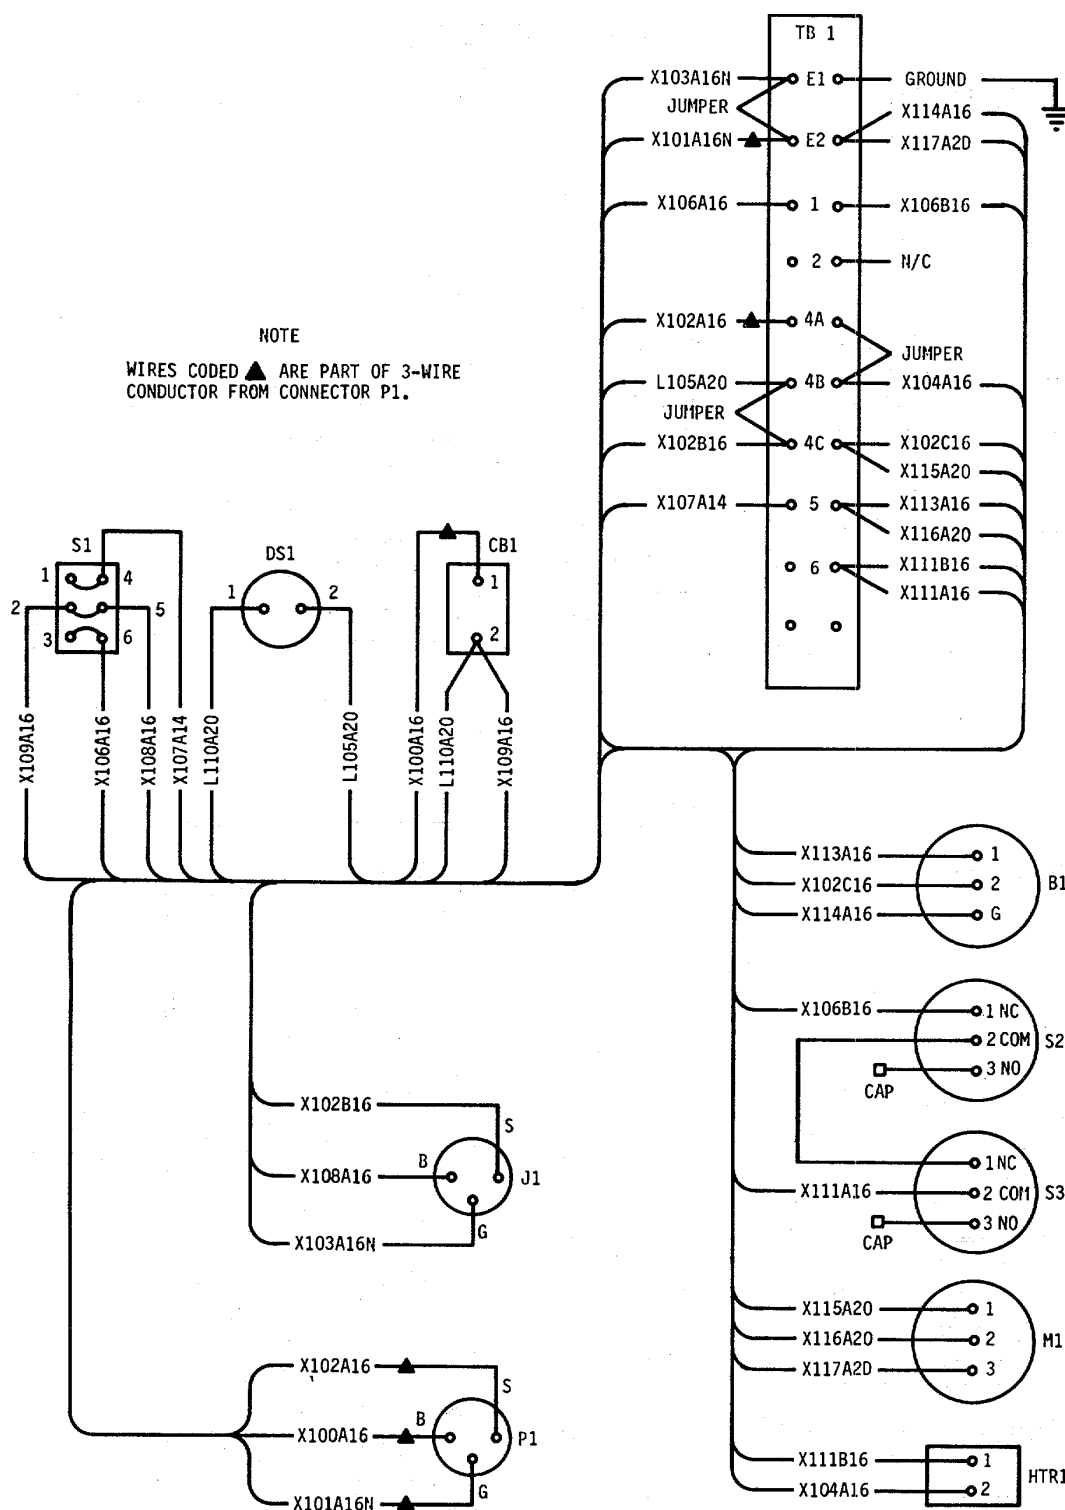 TB 1
X103A16N E1 GROUND
JUMPER X114A16
X101A16N E2 X117A2D
X106A16 1 X106B16
2 N/C
X102A16 4A
JUMPER
L105A20 4B X104A16
JUMPER
X102B16 4C X102C16
X115A20
X107A14 5 X113A16
X116A20
6 X111B16
X111A16
NOTE
WIRES CODED ▲ ARE PART OF 3-WIRE
CONDUCTOR FROM CONNECTOR P1.
S1 DS1 CB1
1 4
2 5
3 6
1 2
1
2
X109A16
X106A16
X108A16
X107A14
L110A20
L105A20
X100A16
L110A20
X109A16
X113A16 1
X102C16 2 B1
X114A16 G
X106B16 1 NC
2 COM S2
3 NO
CAP
1 NC
X111A16 2 COM S3
3 NO
CAP
X102B16 S
X108A16 B J1
X103A16N G
X115A20 1
X116A20 2 M1
X117A2D 3
X102A16 S
X100A16 B P1
X101A16N G
X111B16 1 HTR1
X104A16 2